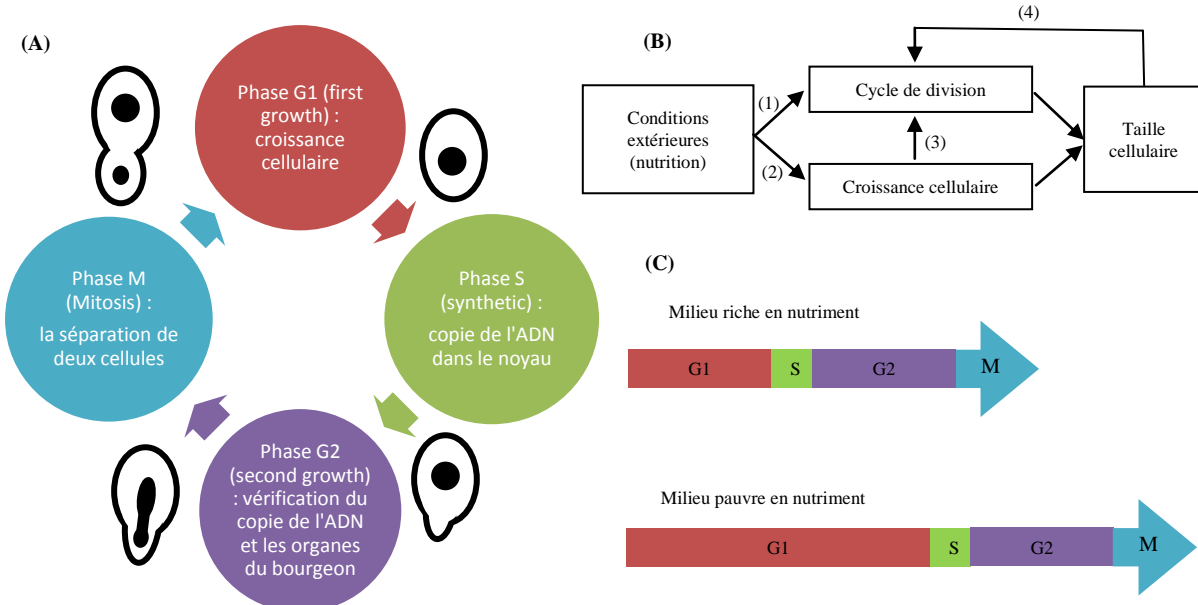 (A)
Phase G1 (first
growth) :
croissance
cellulaire
Phase S
(synthetic) :
copie de l'ADN
dans le noyau
Phase G2
(second growth)
: vérification du
copie de l'ADN
et les organes
du bourgeon
Phase M
(Mitosis) :
la séparation de
deux cellules
(B)
(4)
Conditions
extérieures
(nutrition)
(1)
(2)
Cycle de division
(3)
Croissance cellulaire
Taille
cellulaire
(C)
Milieu riche en nutriment
G1 S G2 M
Milieu pauvre en nutriment
G1 S G2 M